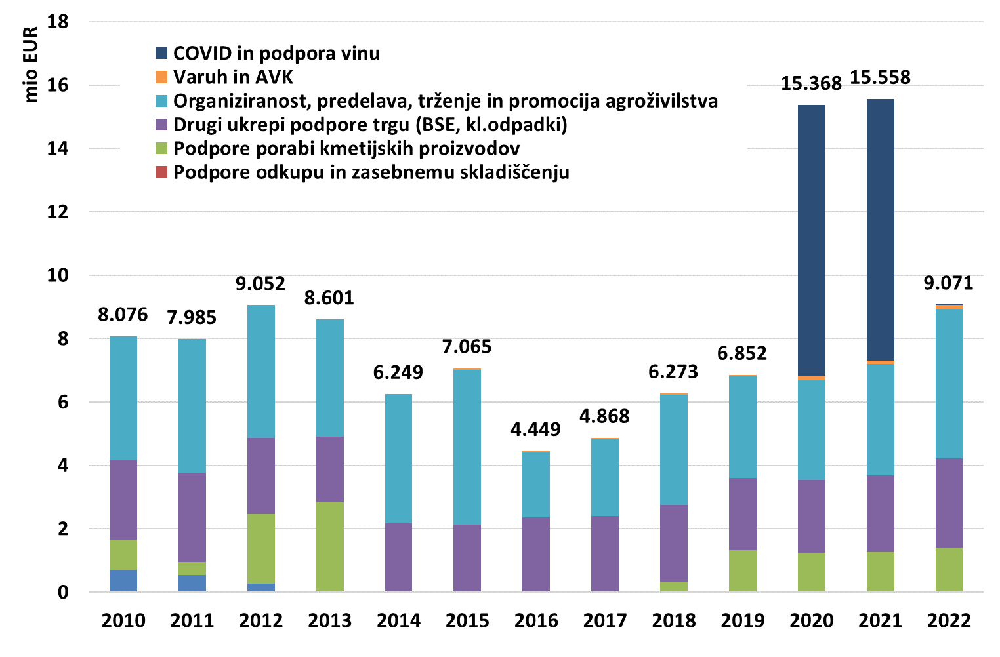 mio EUR
18
16
14
12
10
8
6
4
2
0
COVID in podpora vinu
Varuh in AVK
Organiziranost, predelava, trženje in promocija agroživilstva
Drugi ukrepi podpore trgu (BSE, kl.odpadki)
Podpore porabi kmetijskih proizvodov
Podpore odkupu in zasebnemu skladiščenju
8.076
7.985
9.052
8.601
6.249
7.065
4.449
4.868
6.273
6.852
15.368
15.558
9.071
2010 2011 2012 2013 2014 2015 2016 2017 2018 2019 2020 2021 2022